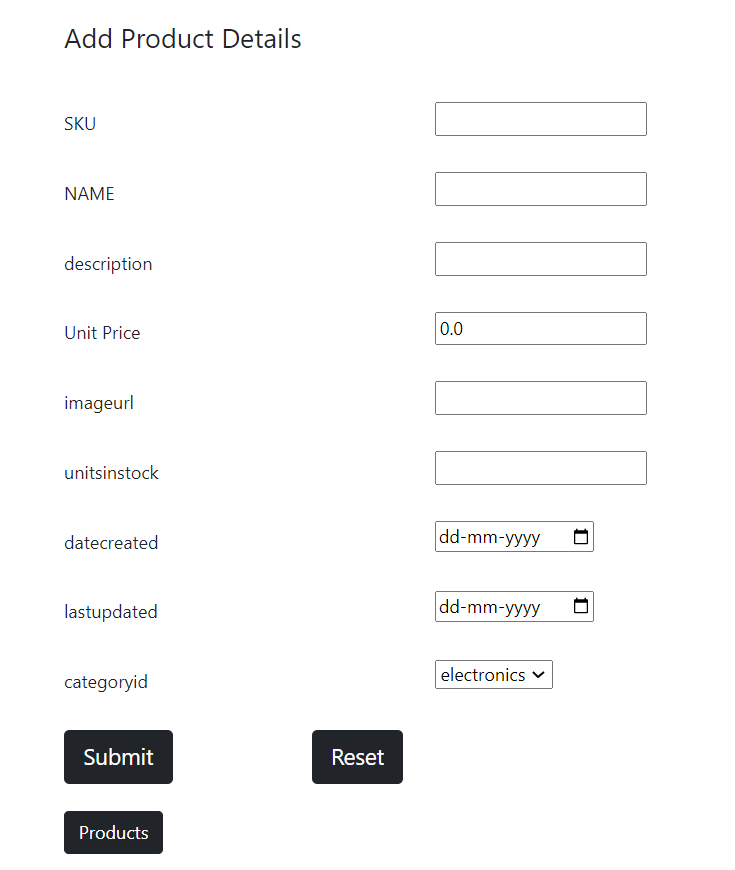 Add Product Details
SKU
NAME
description
Unit Price 0.0
imageurl
unitsinstock
datecreated dd-mm-yyyy
lastupdated dd-mm-yyyy
categoryid electronics
Submit Reset
Products